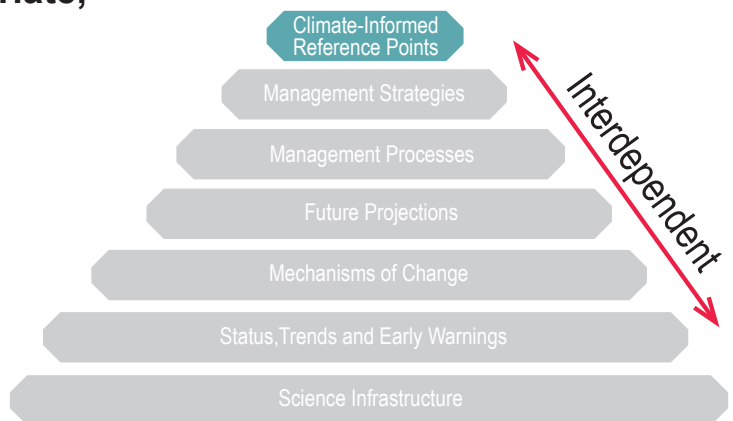 Climate-Informed
Reference Points
Management Strategies
Management Processes
Future Projections
Mechanisms of Change
Status,Trends and Early Warnings
Science Infrastructure
Interdependent